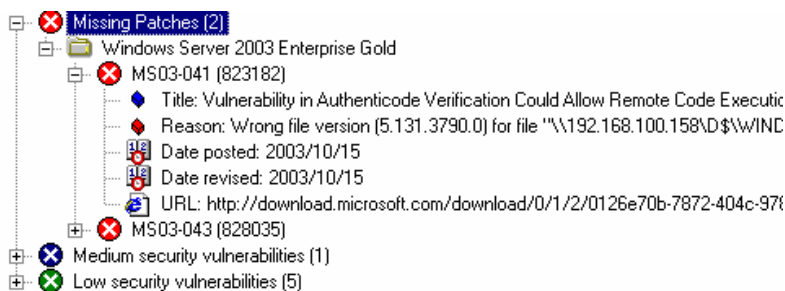 Missing Patches (2)
Windows Server 2003 Enterprise Gold
MS03-041 (823182)
Title: Vulnerability in Authenticode Verification Could Allow Remote Code Executio
Reason: Wrong file version (5.131.3790.0) for file "\\192.168.100.158\D$\WIND
Date posted: 2003/10/15
Date revised: 2003/10/15
URL: http://download.microsoft.com/download/0/1/2/0126e70b-7872-404c-978
MS03-043 (828035)
Medium security vulnerabilities (1)
Low security vulnerabilities (5)